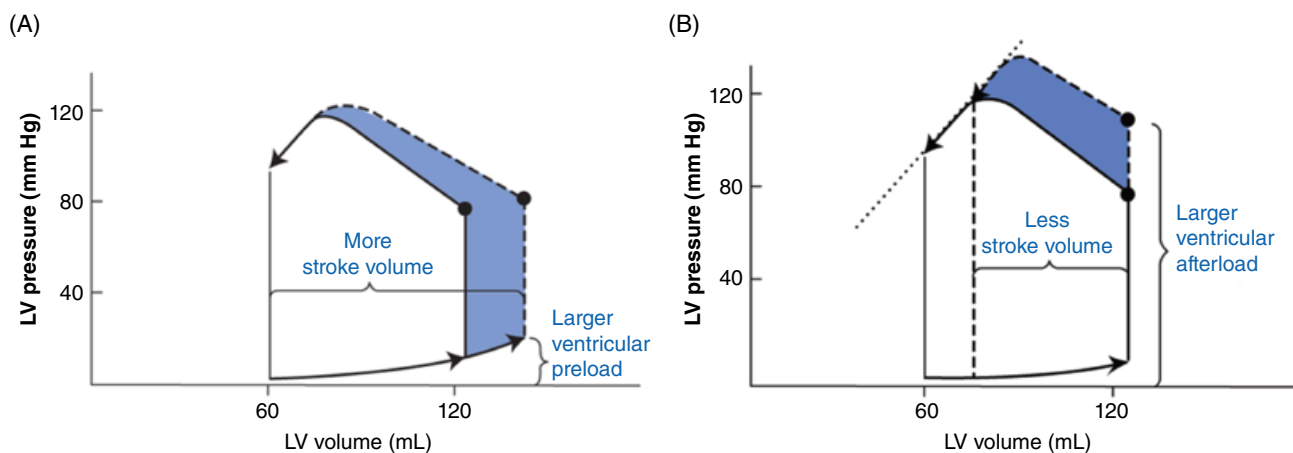 (A)
LV pressure (mm Hg)
120
80
40
More
stroke volume
Larger
ventricular
preload
60
120
LV volume (mL)
(B)
LV pressure (mm Hg)
120
80
40
Less
stroke volume
Larger
ventricular
afterload
60
120
LV volume (mL)